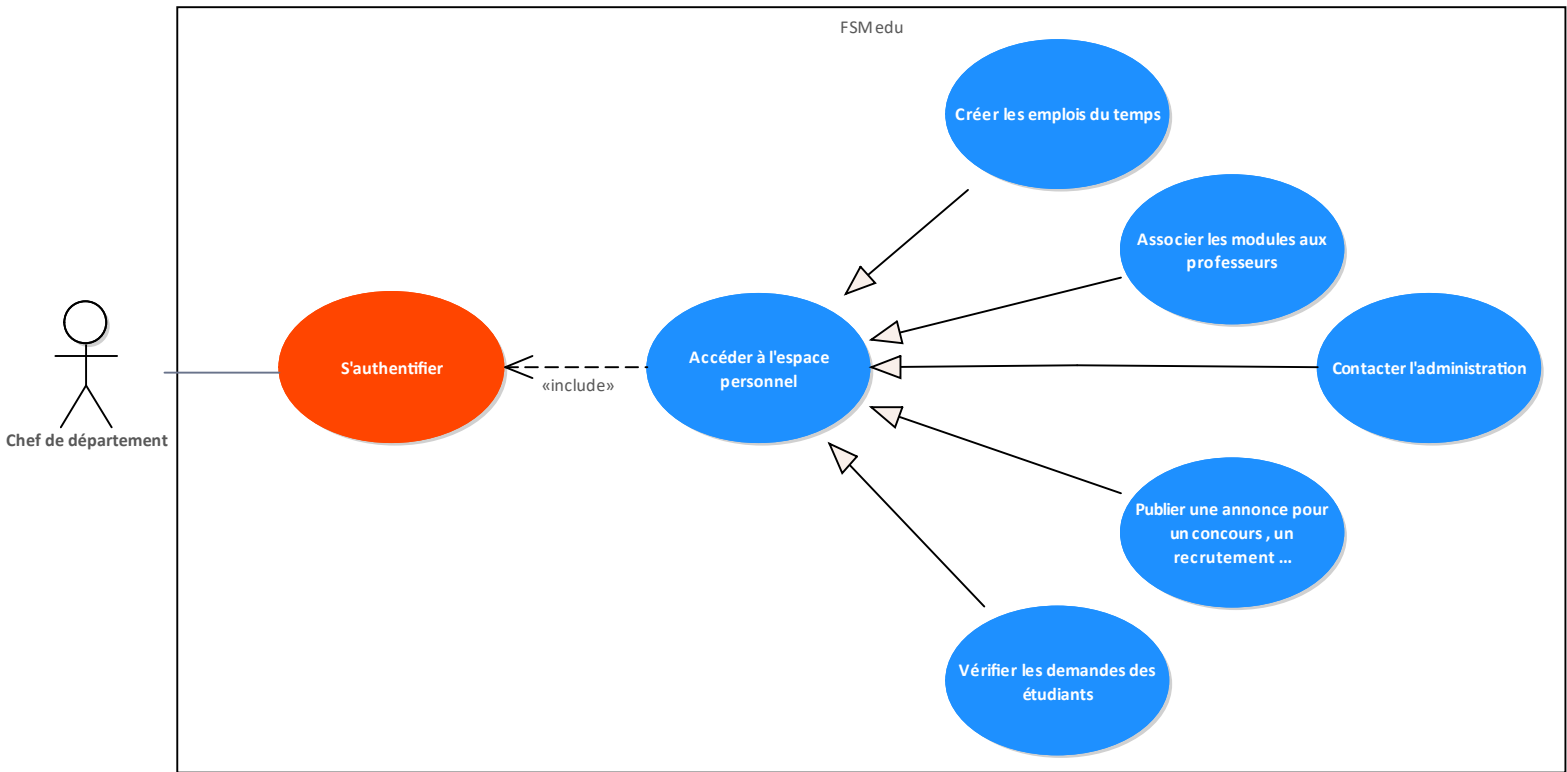 FSMedu
Créer les emplois du temps
Associer les modules aux
professeurs
Chef de département
S'authentifier
«include»
Accéder à l'espace
personnel
Contacter l'administration
Publier une annonce pour
un concours , un
recrutement ...
Vérifier les demandes des
étudiants